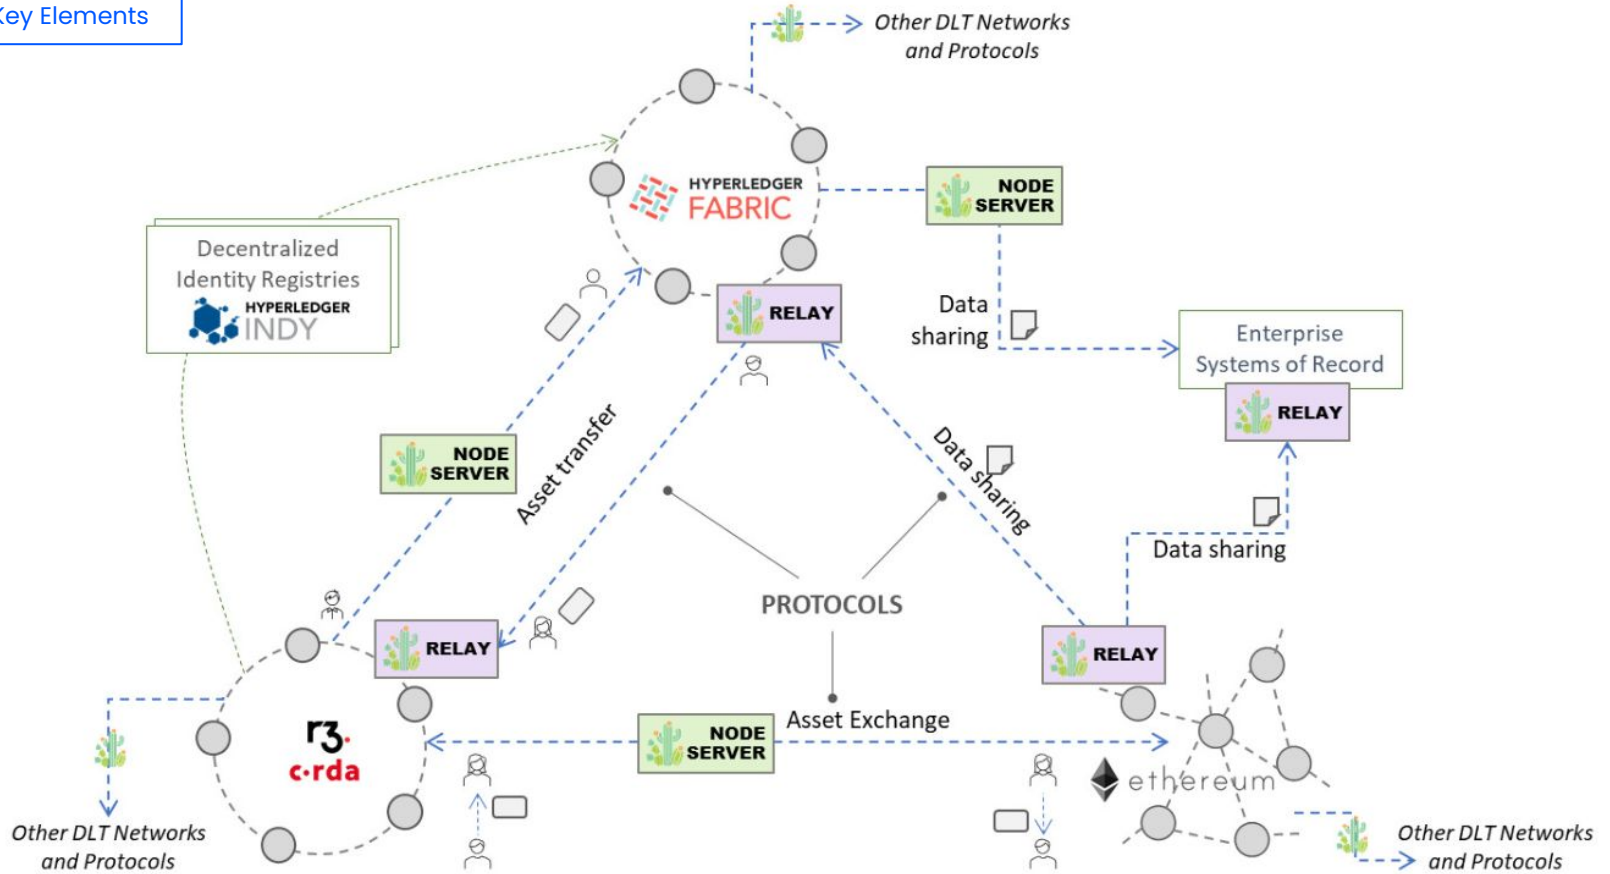 Key Elements
Other DLT Networks
and Protocols
HYPERLEDGER
FABRIC
NODE
SERVER
Decentralized
Identity Registries
HYPERLEDGER
INDY
RELAY
Data
sharing
Enterprise
Systems of Record
RELAY
NODE
SERVER
Asset transfer
Data sharing
Data sharing
PROTOCOLS
RELAY
RELAY
r3.
c·rda
NODE
SERVER
Asset Exchange
ethereum
Other DLT Networks
and Protocols
Other DLT Networks
and Protocols